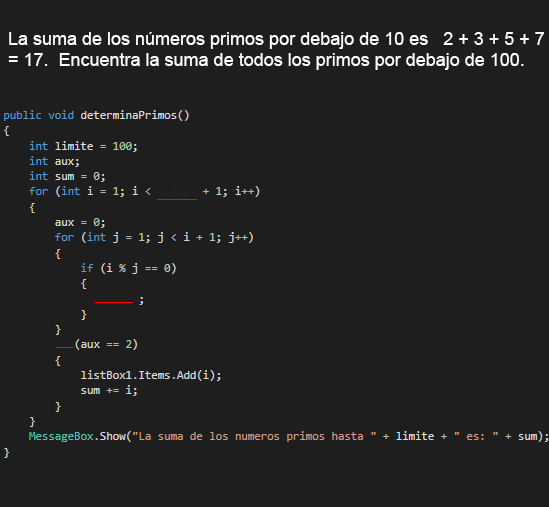 La suma de los números primos por debajo de 10 es 2 + 3 + 5 + 7
= 17. Encuentra la suma de todos los primos por debajo de 100.
public void determinaPrimos()
{
int limite = 100;
int aux;
int sum = 0;
for (int i = 1; i < ______ + 1; i++)
{
aux = 0;
for (int j = 1; j < i + 1; j++)
{
if (i % j == 0)
{
______ ;
}
}
___(aux == 2)
{
listBox1.Items.Add(i);
sum += i;
}
}
MessageBox.Show("La suma de los numeros primos hasta " + limite + " es: " + sum);
}